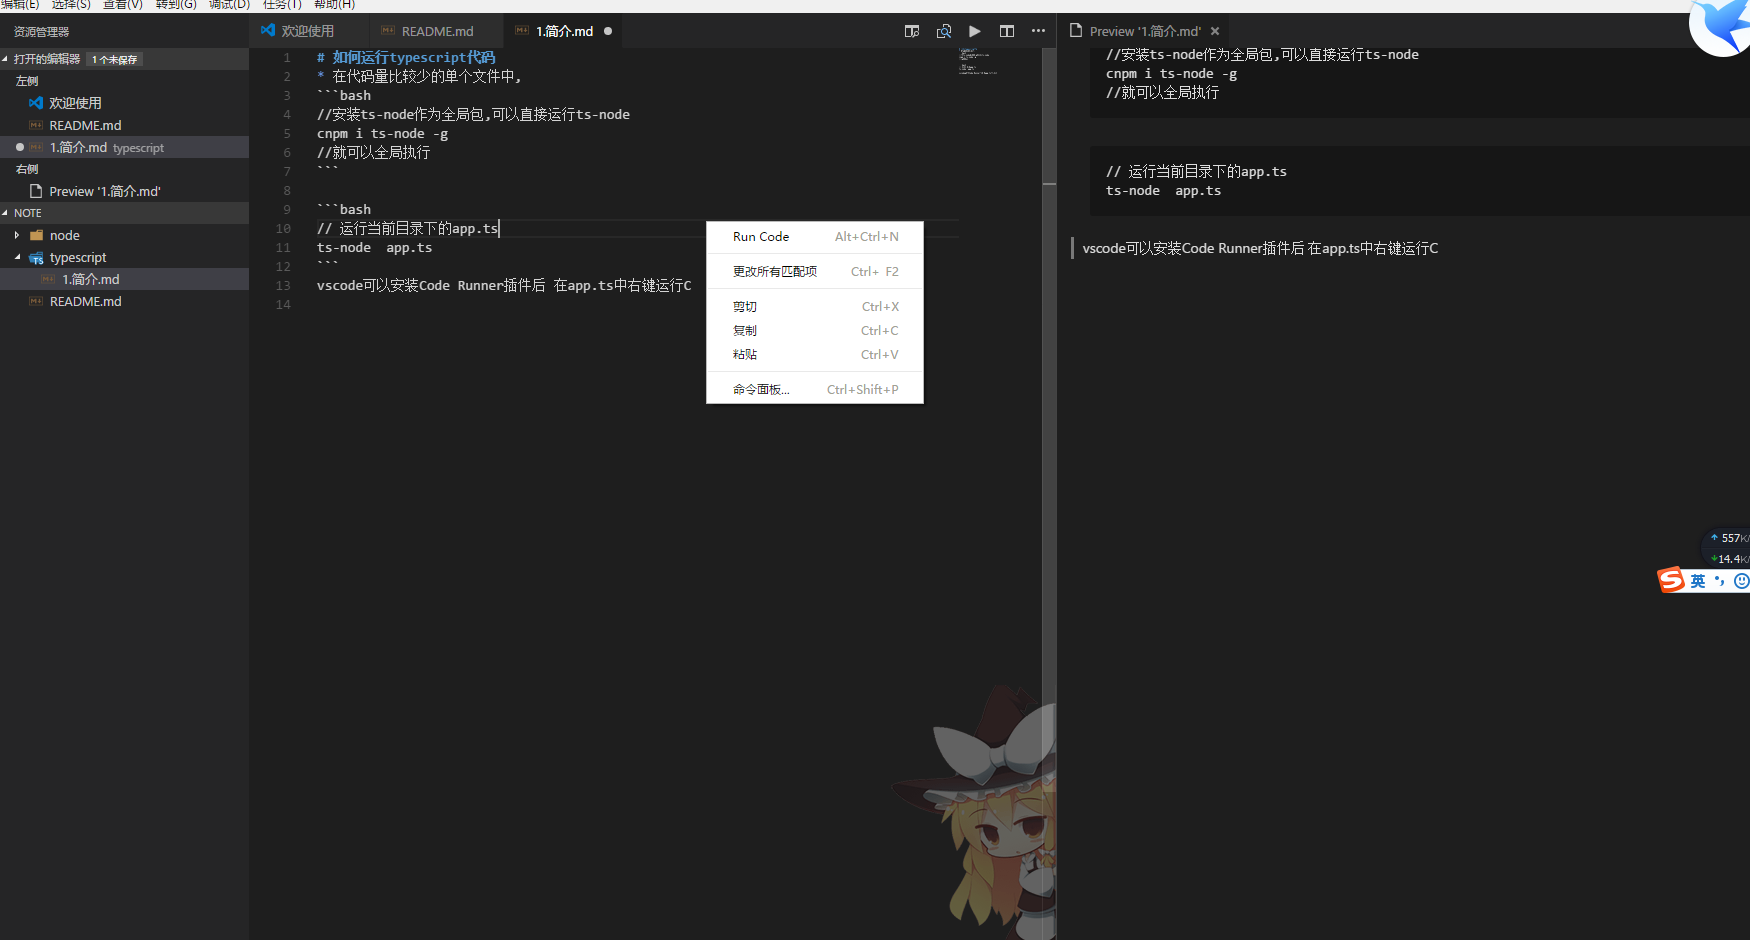 编辑(E) 选择(S) 查看(V) 转到(G) 调试(D) 任务(T) 帮助(H)
资源管理器
打开的编辑器 1 个未保存
左侧
欢迎使用
README.md
1.简介.md typescript
右侧
Preview '1.简介.md'
NOTE
node
typescript
1.简介.md
README.md
欢迎使用 README.md 1.简介.md
1 # 如何运行typescript代码
2 * 在代码量比较少的单个文件中,
3 ```bash
4 //安装ts-node作为全局包,可以直接运行ts-node
5 cnpm i ts-node -g
6 //就可以全局执行
7 ```
8
9 ```bash
10 // 运行当前目录下的app.ts
11 ts-node  app.ts
12 ```
13 vscode可以安装Code Runner插件后 在app.ts中右键运行C
14
Run Code Alt+Ctrl+N
更改所有匹配项 Ctrl+ F2
剪切 Ctrl+X
复制 Ctrl+C
粘贴 Ctrl+V
命令面板... Ctrl+Shift+P
Preview '1.简介.md'
//安装ts-node作为全局包,可以直接运行ts-node
cnpm i ts-node -g
//就可以全局执行
// 运行当前目录下的app.ts
ts-node  app.ts
vscode可以安装Code Runner插件后 在app.ts中右键运行C
557K/
14.4K/
S 英